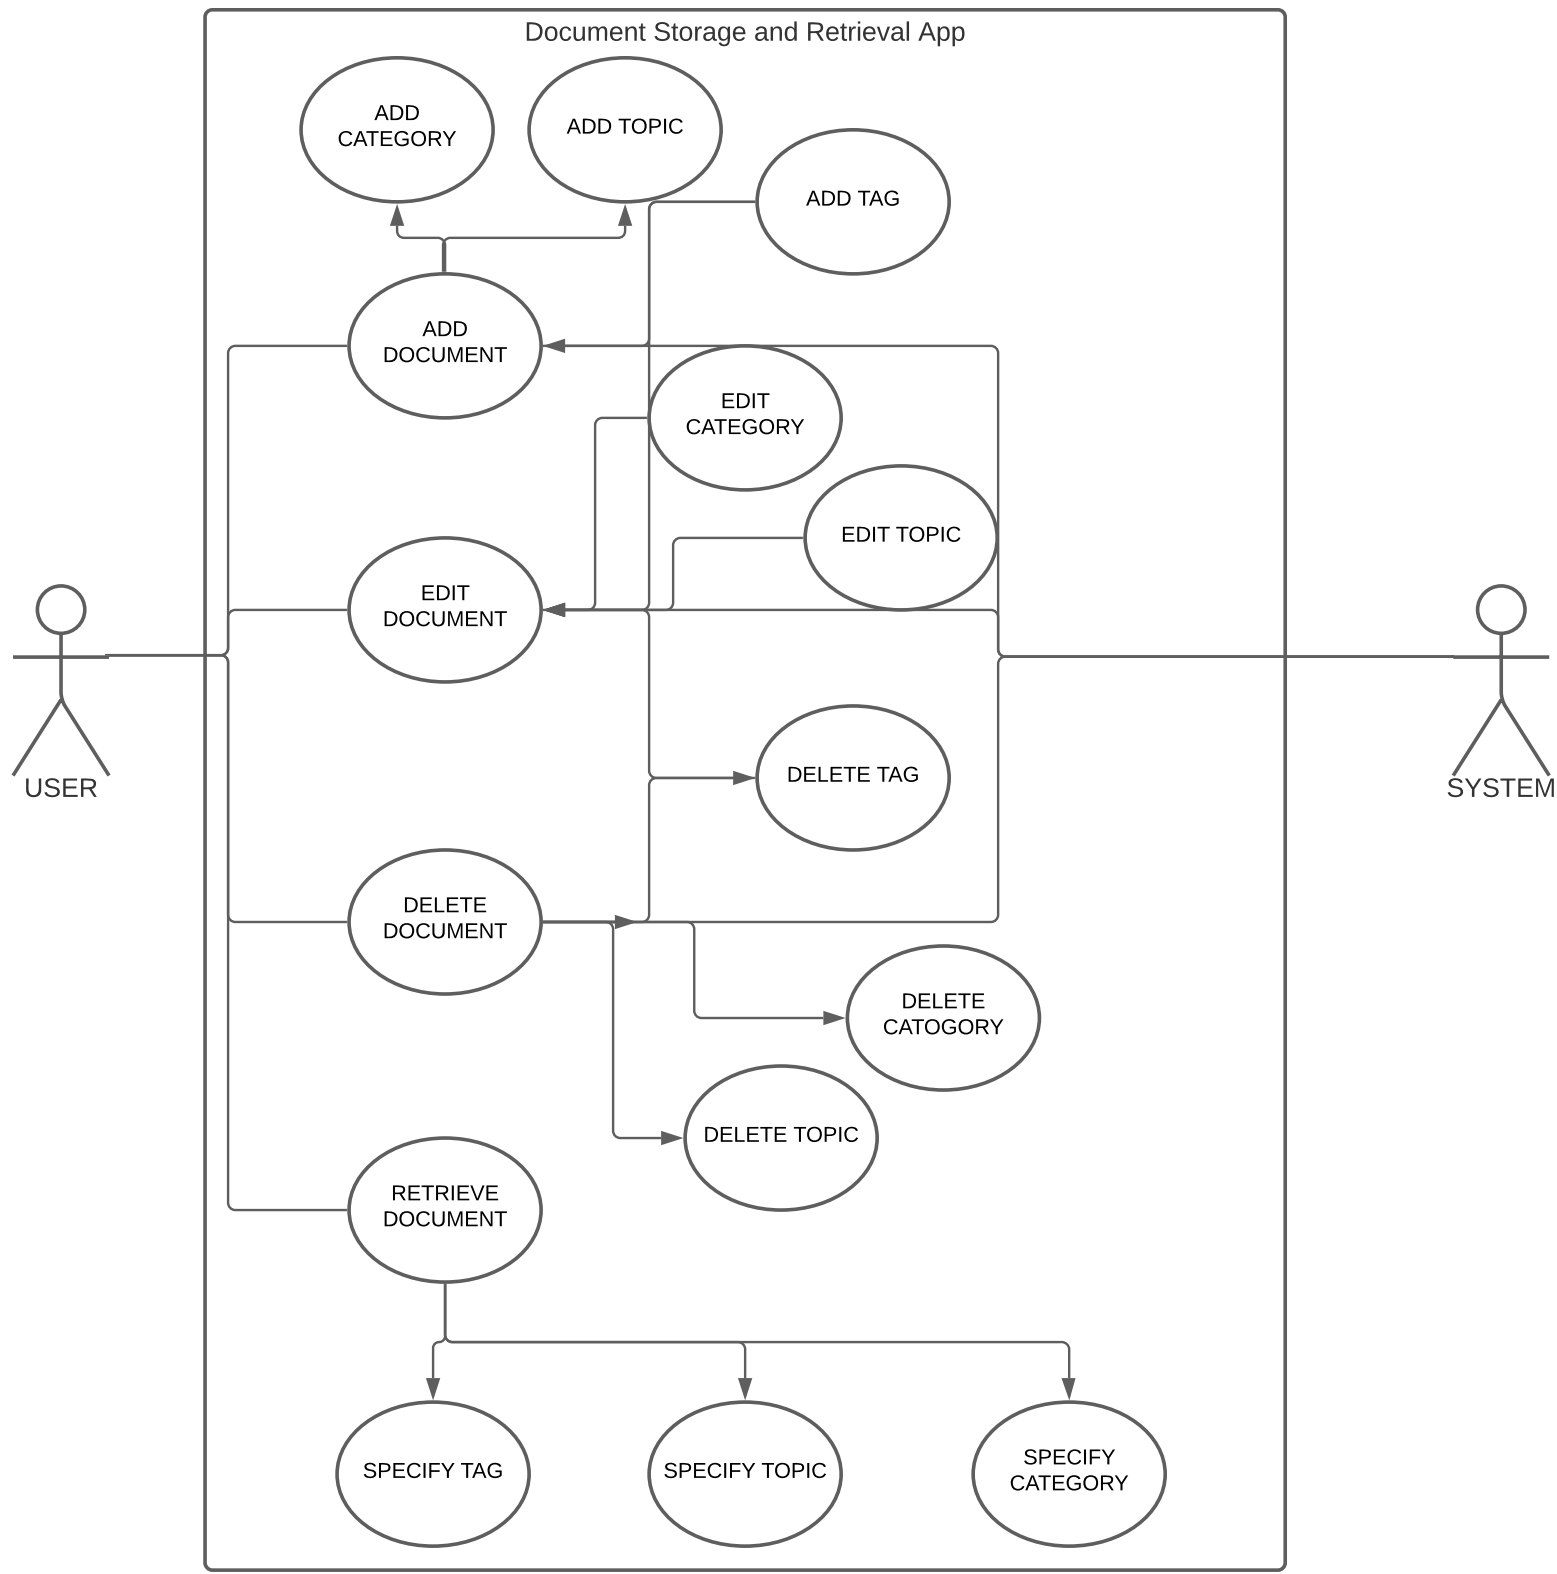 Document Storage and Retrieval App
ADD
CATEGORY
ADD TOPIC
ADD TAG
ADD
DOCUMENT
EDIT
CATEGORY
EDIT TOPIC
EDIT
DOCUMENT
USER
SYSTEM
DELETE TAG
DELETE
DOCUMENT
DELETE
CATOGORY
DELETE TOPIC
RETRIEVE
DOCUMENT
SPECIFY TAG
SPECIFY TOPIC
SPECIFY
CATEGORY